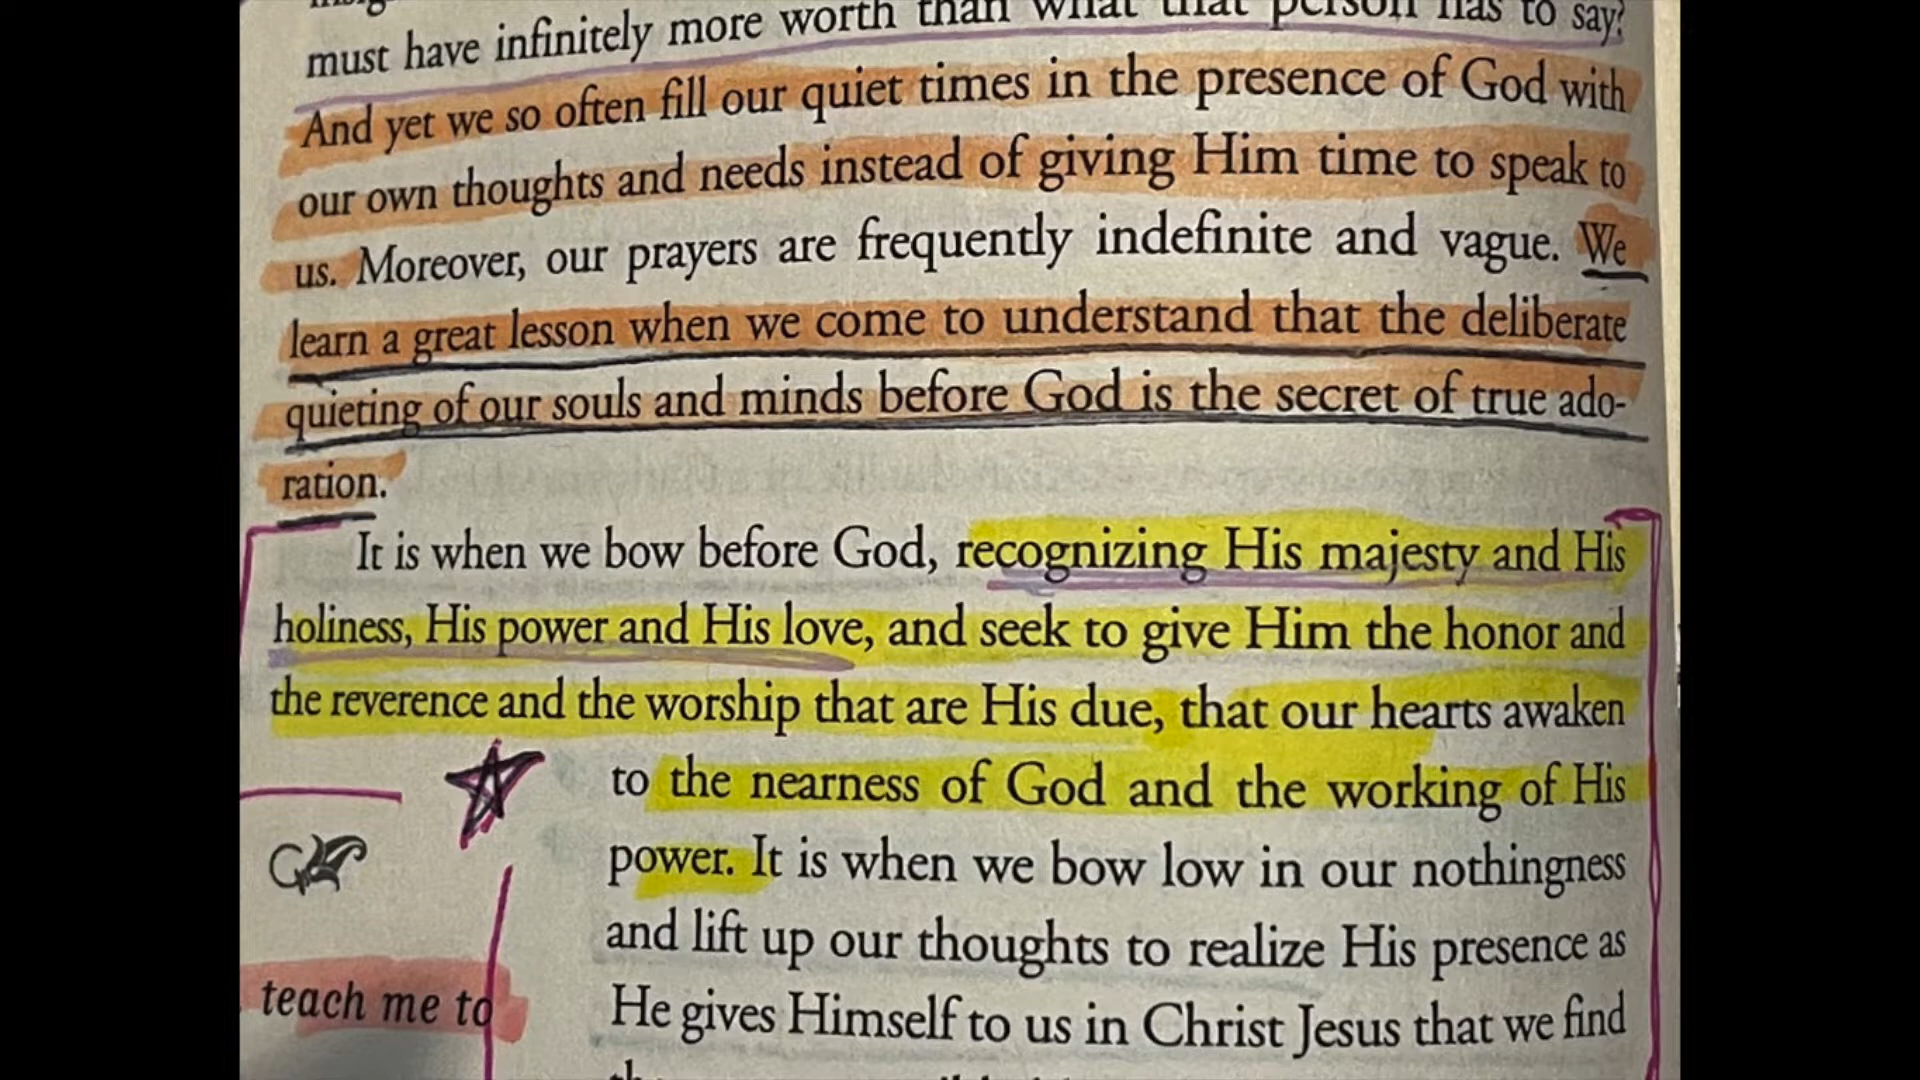 must have infinitely more worth than what that person has to say?
And yet we so often fill our quiet times in the presence of God with
our own thoughts and needs instead of giving Him time to speak to
us. Moreover, our prayers are frequently indefinite and vague. We
learn a great lesson when we come to understand that the deliberate
quieting of our souls and minds before God is the secret of true ado-
ration.
It is when we bow before God, recognizing His majesty and His
holiness, His power and His love, and seek to give Him the honor and
the reverence and the worship that are His due, that our hearts awaken
to the nearness of God and the working of His
power. It is when we bow low in our nothingness
and lift up our thoughts to realize His presence as
He gives Himself to us in Christ Jesus that we find
teach me to